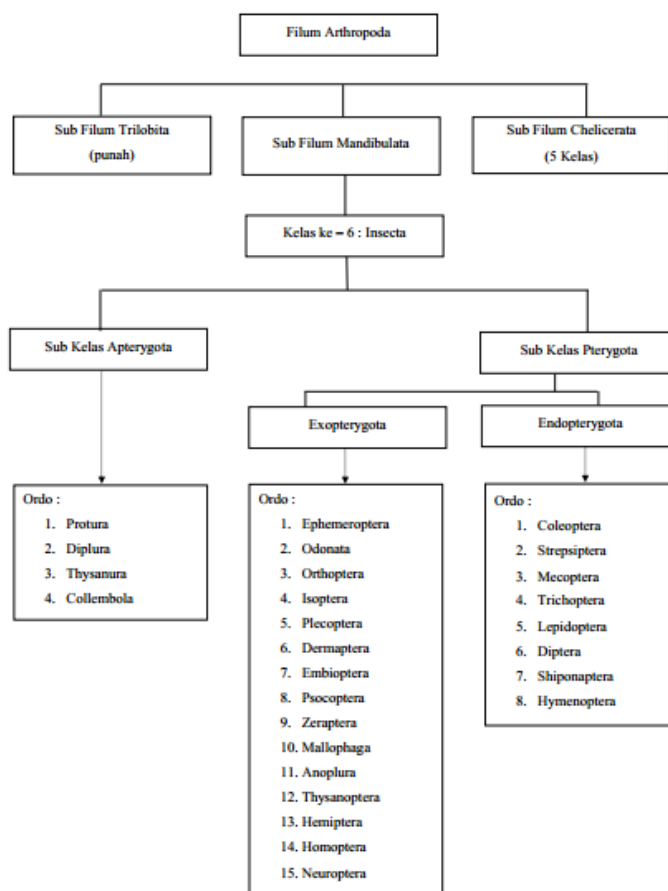 Filum Arthropoda
Sub Filum Trilobita
(punah)
Sub Filum Mandibulata
Sub Filum Chelicerata
(5 Kelas)
Kelas ke – 6 : Insecta
Sub Kelas Apterygota
Sub Kelas Pterygota
Exopterygota
Endopterygota
Ordo :
1. Protura
2. Diplura
3. Thysanura
4. Collembola
Ordo :
1. Ephemeroptera
2. Odonata
3. Orthoptera
4. Isoptera
5. Plecoptera
6. Dermaptera
7. Embioptera
8. Psocoptera
9. Zeraptera
10. Mallophaga
11. Anoplura
12. Thysanoptera
13. Hemiptera
14. Homoptera
15. Neuroptera
Ordo :
1. Coleoptera
2. Strepsiptera
3. Mecoptera
4. Trichoptera
5. Lepidoptera
6. Diptera
7. Shiponaptera
8. Hymenoptera